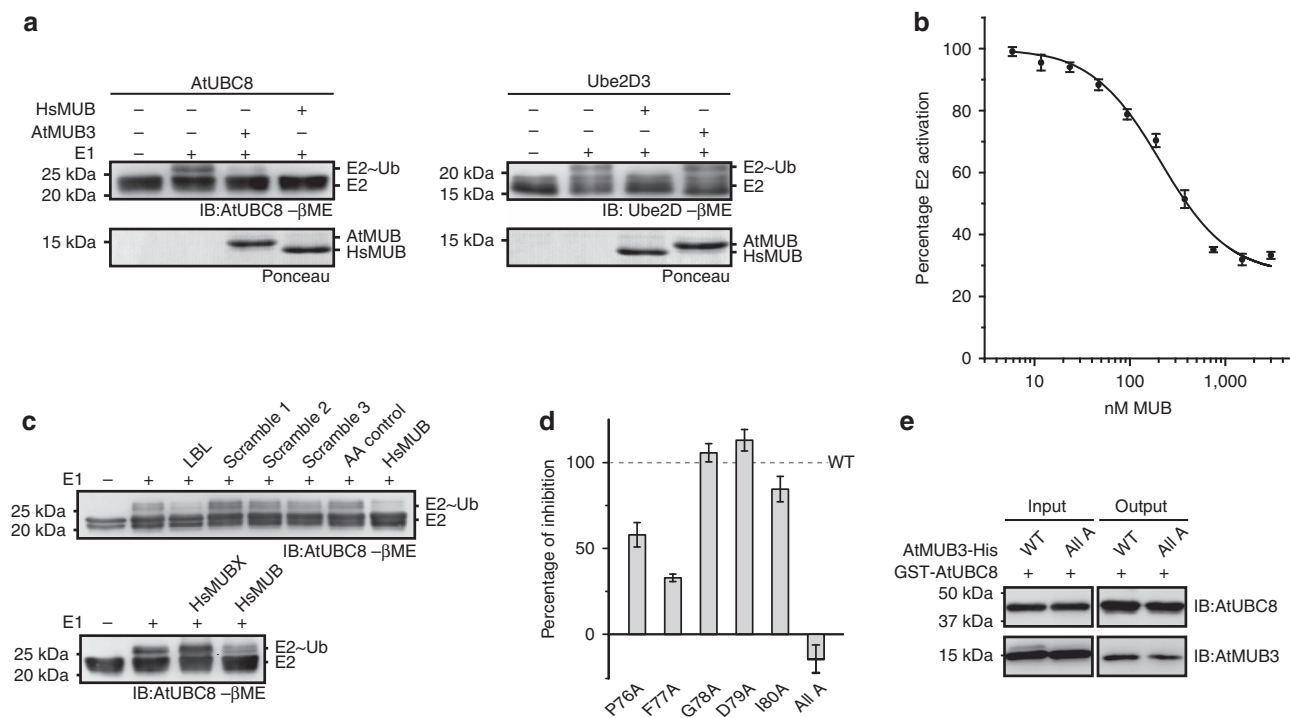 a
AtUBC8
HsMUB – – – +
AtMUB3 – – + –
E1 – + + +
25 kDa
20 kDa
E2~Ub
E2
IB:AtUBC8 –βME
15 kDa
AtMUB
HsMUB
Ponceau
Ube2D3
– – + –
– – – +
– + + +
20 kDa
15 kDa
E2~Ub
E2
IB: Ube2D –βME
15 kDa
AtMUB
HsMUB
Ponceau
b
Percentage E2 activation
100
80
60
40
20
0
10 100 1,000
nM MUB
c
LBL Scramble 1 Scramble 2 Scramble 3 AA control HsMUB
E1 – + + + + + + +
25 kDa
20 kDa
E2~Ub
E2
IB:AtUBC8 –βME
HsMUBX HsMUB
E1 – + + +
25 kDa
20 kDa
E2~Ub
E2
IB:AtUBC8 –βME
d
Percentage of inhibition
100
50
0
WT
P76A F77A G78A D79A I80A All A
e
Input Output
AtMUB3-His WT All A WT All A
GST-AtUBC8 + + + +
50 kDa
37 kDa
IB:AtUBC8
15 kDa
IB:AtMUB3